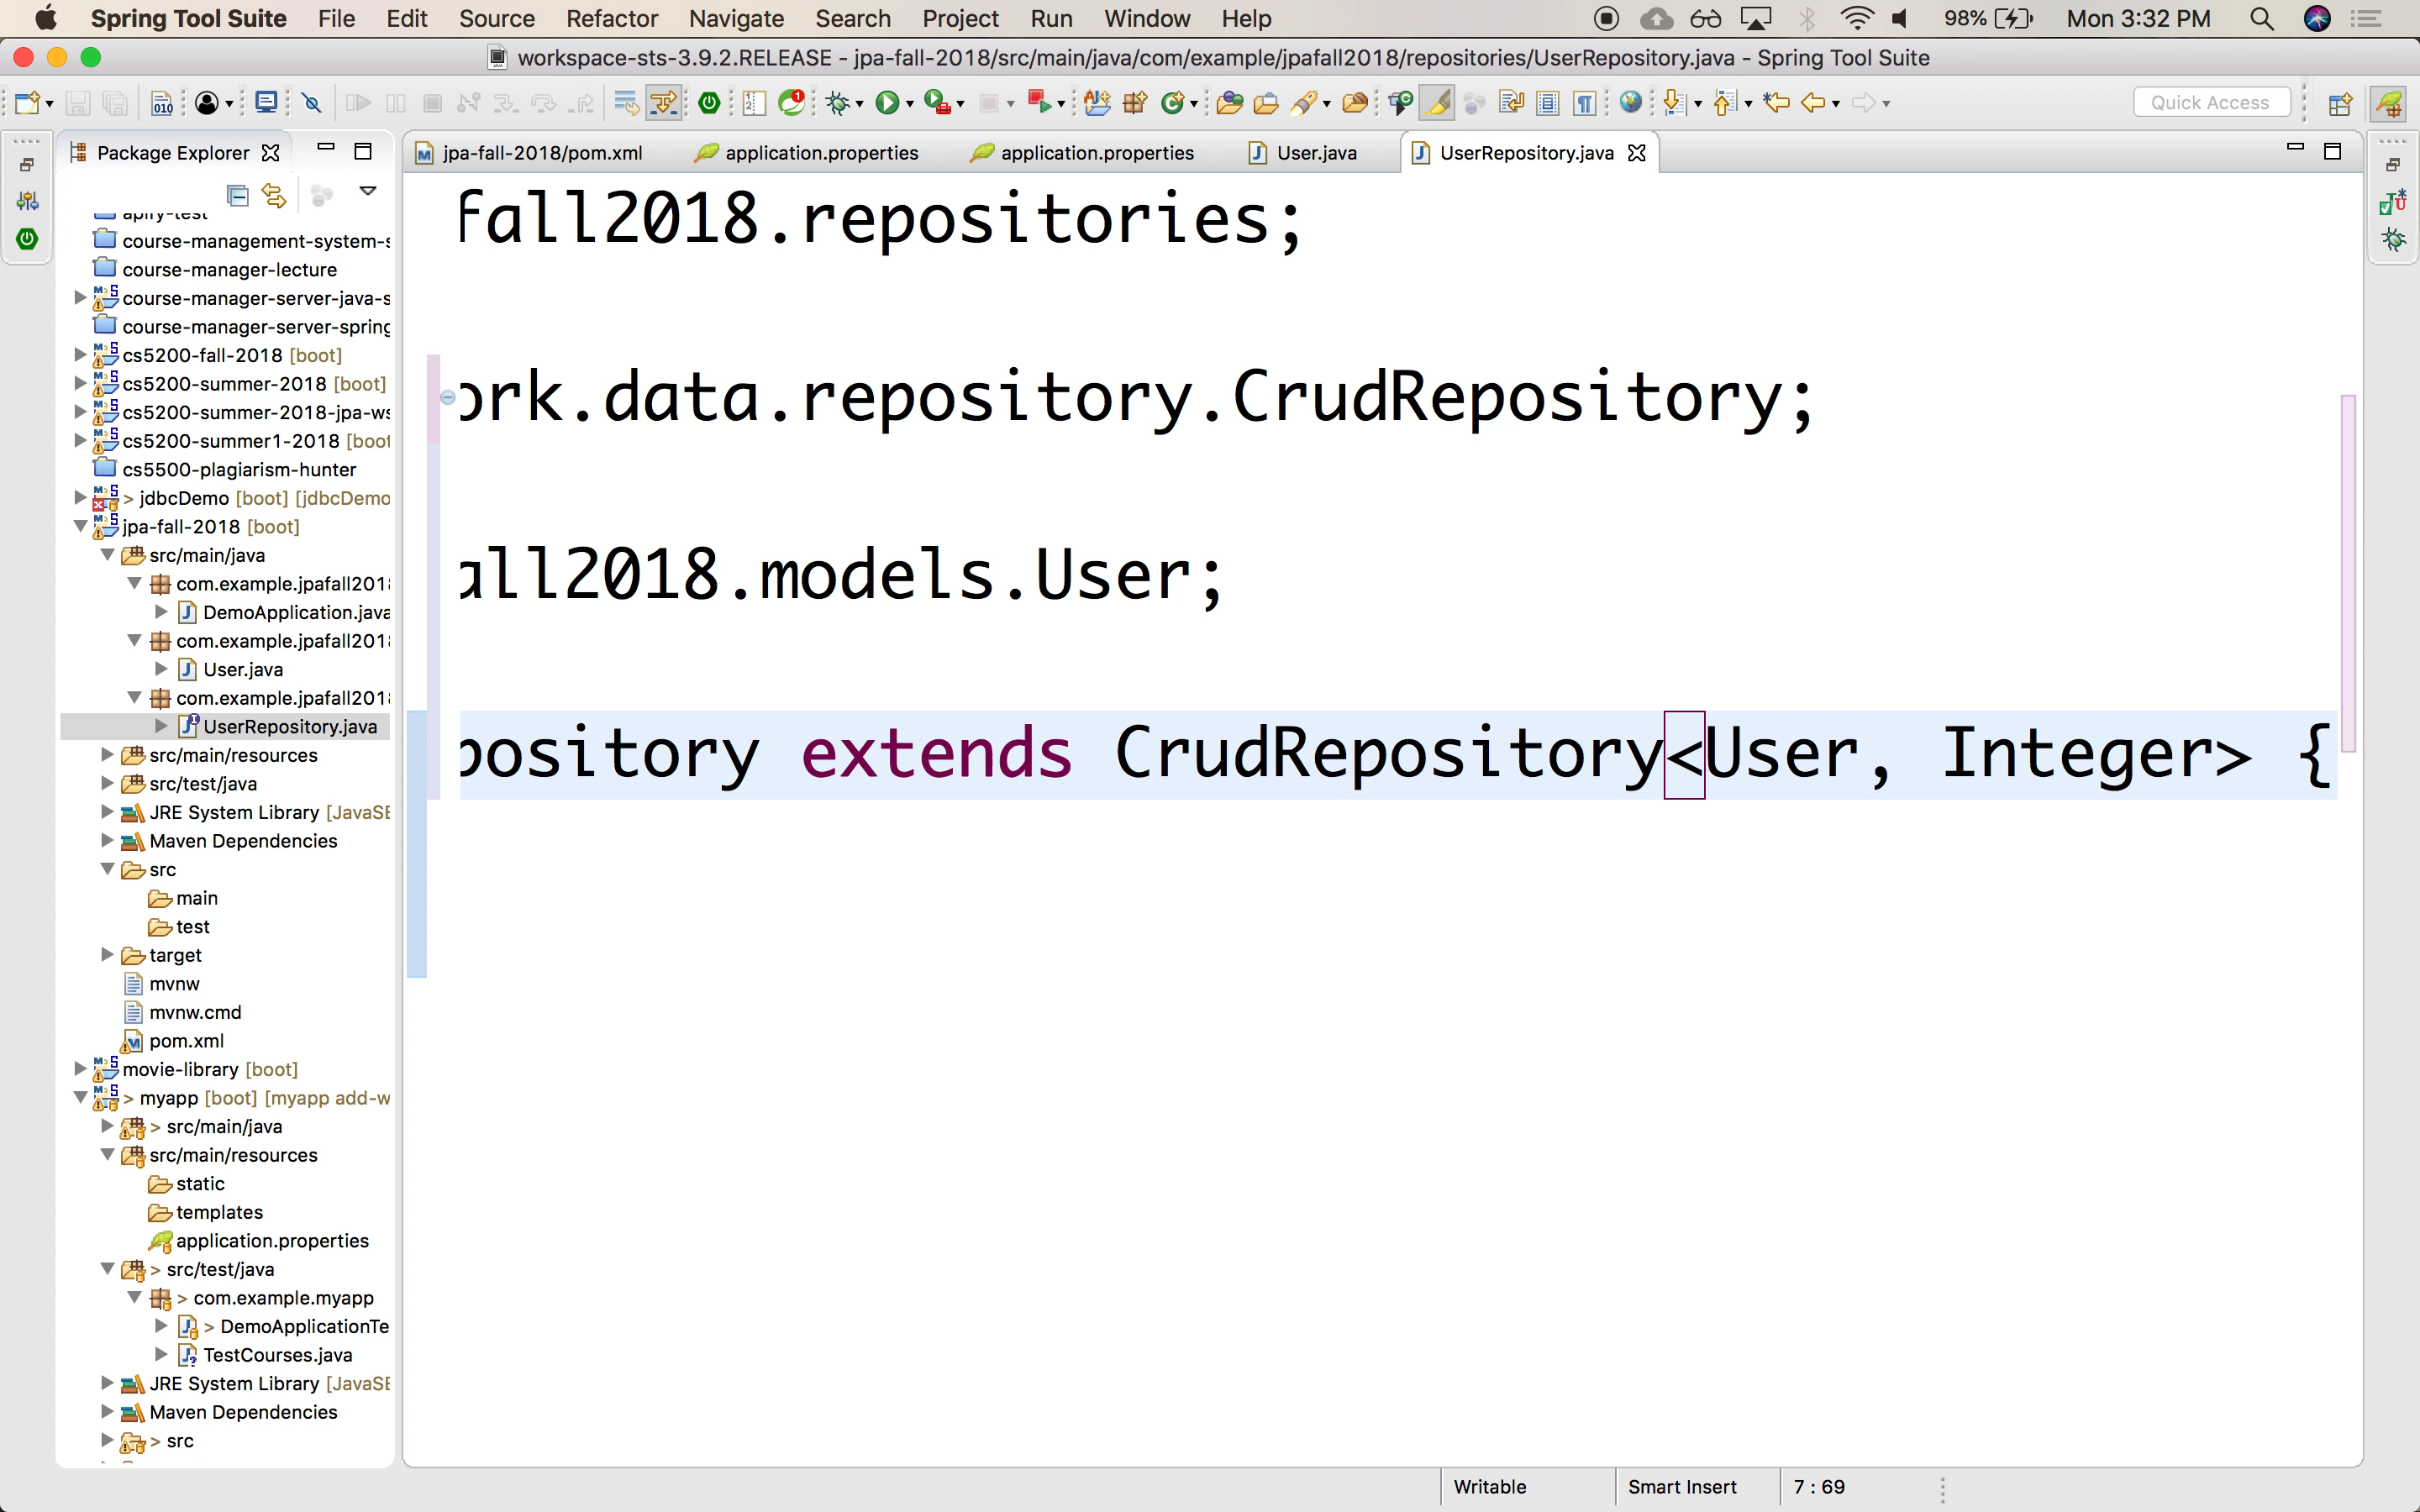 Spring Tool Suite File Edit Source Refactor Navigate Search Project Run Window Help 98% Mon 3:32 PM
workspace-sts-3.9.2.RELEASE - jpa-fall-2018/src/main/java/com/example/jpafall2018/repositories/UserRepository.java - Spring Tool Suite
Quick Access
Package Explorer
jpa-fall-2018/pom.xml application.properties application.properties User.java UserRepository.java
apify-test
course-management-system-s
course-manager-lecture
course-manager-server-java-s
course-manager-server-spring
cs5200-fall-2018 [boot]
cs5200-summer-2018 [boot]
cs5200-summer-2018-jpa-ws
cs5200-summer1-2018 [boot
cs5500-plagiarism-hunter
> jdbcDemo [boot] [jdbcDemo
jpa-fall-2018 [boot]
src/main/java
com.example.jpafall201
DemoApplication.java
com.example.jpafall201
User.java
com.example.jpafall201
UserRepository.java
src/main/resources
src/test/java
JRE System Library [JavaSE
Maven Dependencies
src
main
test
target
mvnw
mvnw.cmd
pom.xml
movie-library [boot]
> myapp [boot] [myapp add-w
> src/main/java
src/main/resources
static
templates
application.properties
> src/test/java
> com.example.myapp
> DemoApplicationTe
TestCourses.java
JRE System Library [JavaSE
Maven Dependencies
> src
fall2018.repositories;
ork.data.repository.CrudRepository;
all2018.models.User;
pository extends CrudRepository<User, Integer> {
Writable Smart Insert 7 : 69